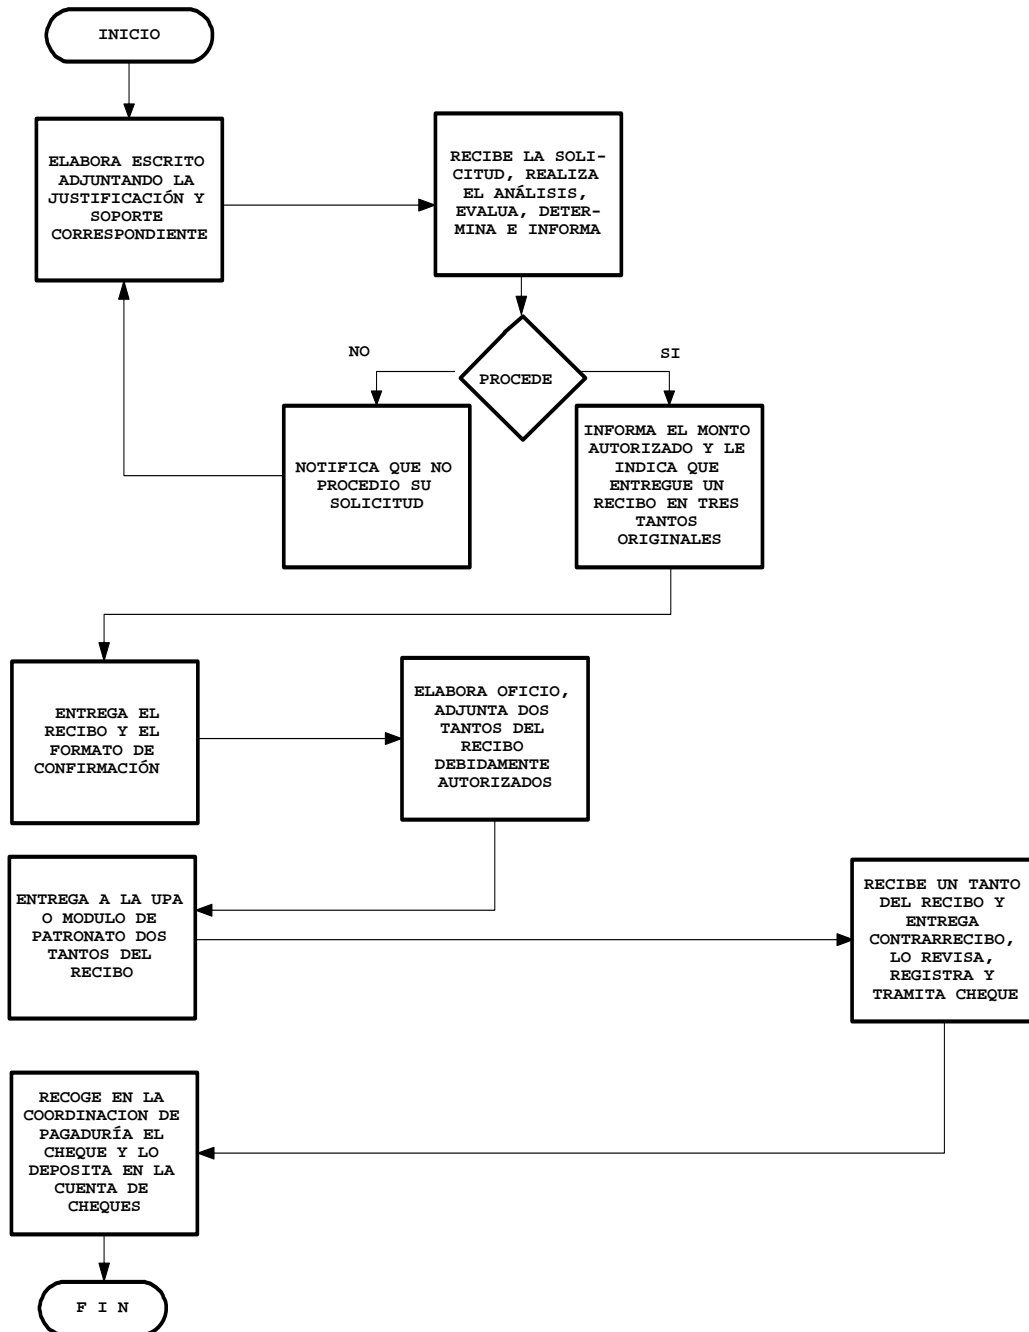 INICIO
ELABORA ESCRITO
ADJUNTANDO LA
JUSTIFICACIÓN Y
SOPORTE
CORRESPONDIENTE
RECIBE LA SOLI-
CITUD, REALIZA
EL ANÁLISIS,
EVALUA, DETER-
MINA E INFORMA
PROCEDE
NO
SI
NOTIFICA QUE NO
PROCEDIO SU
SOLICITUD
INFORMA EL MONTO
AUTORIZADO Y LE
INDICA QUE
ENTREGUE UN
RECIBO EN TRES
TANTOS
ORIGINALES
ENTREGA EL
RECIBO Y EL
FORMATO DE
CONFIRMACIÓN
ELABORA OFICIO,
ADJUNTA DOS
TANTOS DEL
RECIBO
DEBIDAMENTE
AUTORIZADOS
ENTREGA A LA UPA
O MODULO DE
PATRONATO DOS
TANTOS DEL
RECIBO
RECIBE UN TANTO
DEL RECIBO Y
ENTREGA
CONTRARRECIBO,
LO REVISA,
REGISTRA Y
TRAMITA CHEQUE
RECOGE EN LA
COORDINACION DE
PAGADURÍA EL
CHEQUE Y LO
DEPOSITA EN LA
CUENTA DE
CHEQUES
F I N